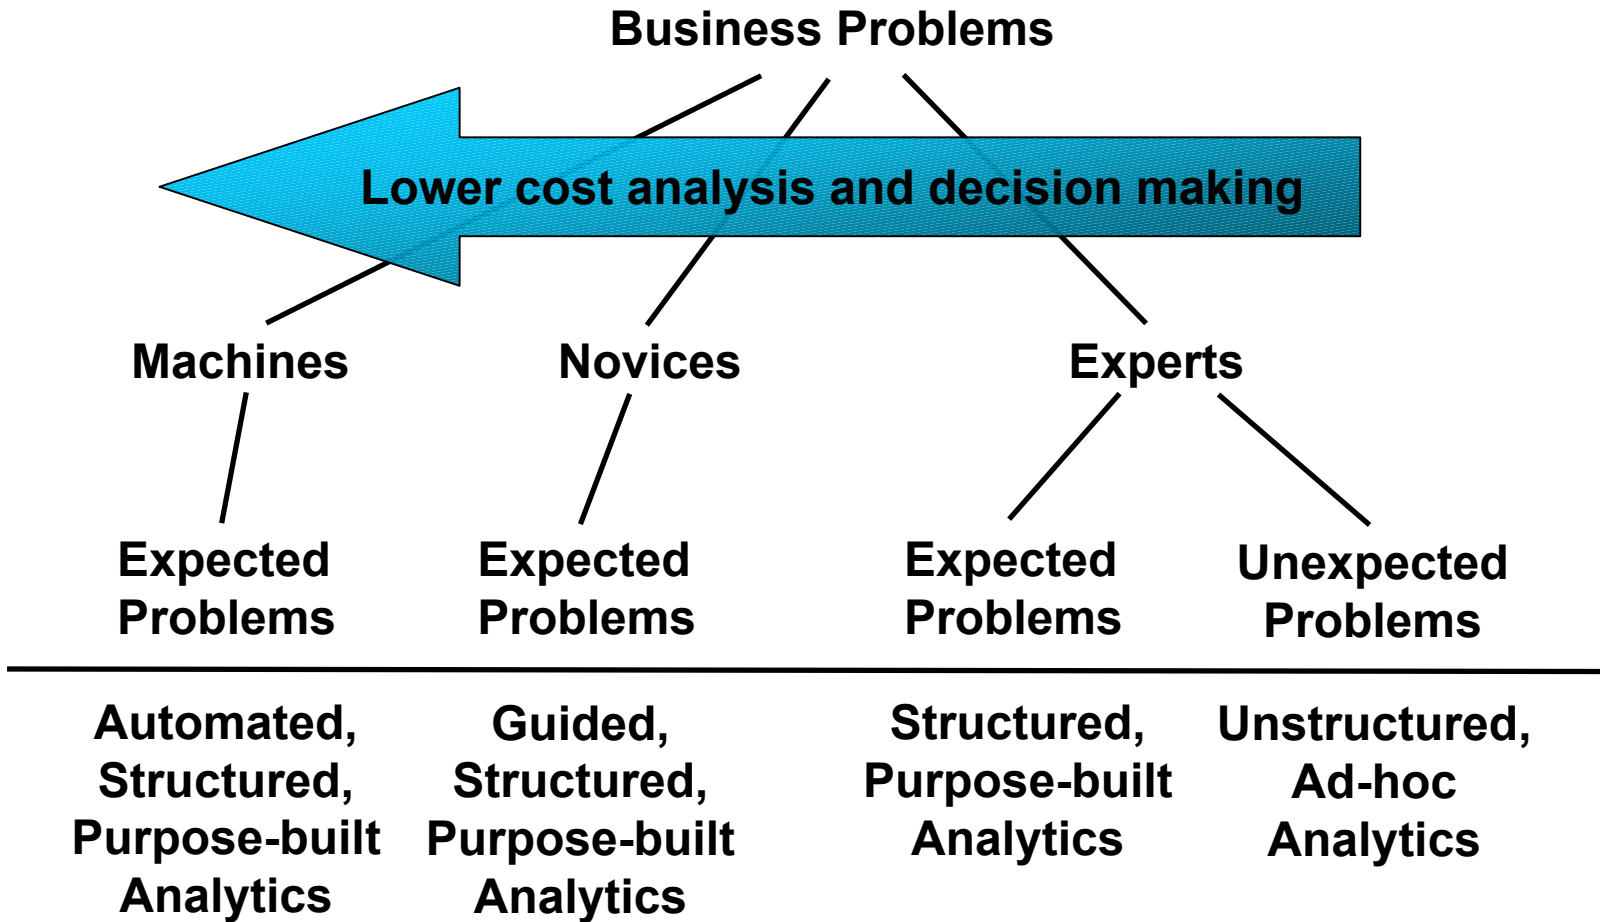 Business Problems
Lower cost analysis and decision making
Machines
Novices
Experts
Expected
Problems
Expected
Problems
Expected
Problems
Unexpected
Problems
Automated,
Structured,
Purpose-built
Analytics
Guided,
Structured,
Purpose-built
Analytics
Structured,
Purpose-built
Analytics
Unstructured,
Ad-hoc
Analytics